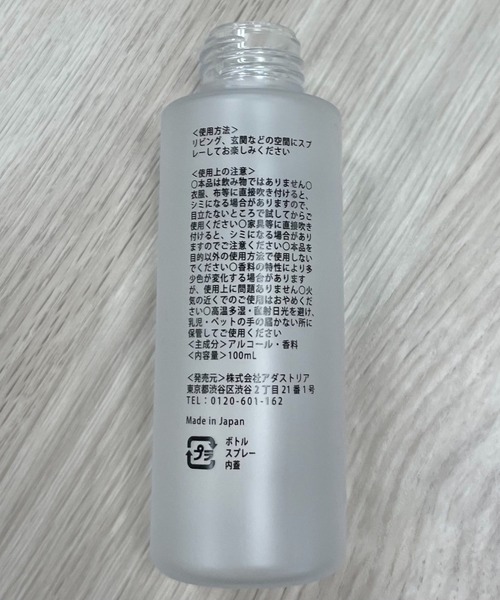 ＜使用方法＞
リビング、玄関などの空間にスプ
レーしてお楽しみください
＜使用上の注意＞
〇本品は飲み物ではありません〇
衣服、布等に直接吹き付けると、
シミになる場合がありますので、
目立たないところで試してからご
使用ください〇家具等に直接吹き
付けると、シミになる場合があり
ますのでご注意ください〇本品を
目的以外の使用方法で使用しない
でください〇香料の特性により多
少色が変化する場合があります
が、使用上に問題ありません〇火
気の近くでのご使用はおやめくだ
さい〇高温多湿・直射日光を避け、
乳児・ペットの手の届かない所に
保管してご使用ください
＜主成分＞アルコール・香料
＜内容量＞100mL
＜発売元＞株式会社アダストリア
東京都渋谷区渋谷２丁目21番１号
TEL：0120-601-162
Made in Japan
プラ
ボトル
スプレー
内蓋